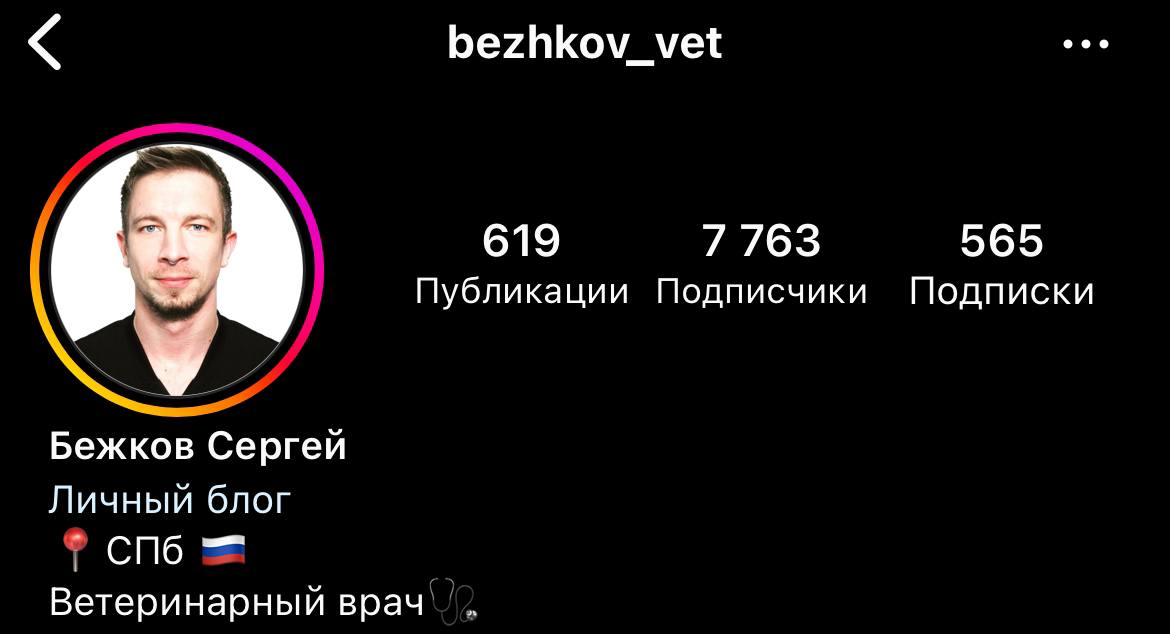 bezhkov_vet
619 7 763 565
Публикации Подписчики Подписки
Бежков Сергей
Личный блог
📍 СПб 🇷🇺
Ветеринарный врач🩺